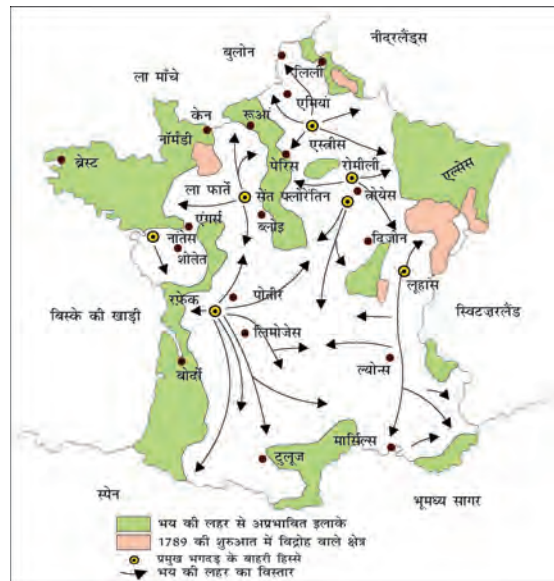 बुलोन
नीदरलैंड्स
लिली
ला माँचे
एमियां
केन
रूआं
नॉर्मंडी
एस्त्रीस
ब्रेस्ट
पेरिस
रोमीली
एल्सेस
ला फार्ते
सेंत फ्लोरेंतिन
त्रोयेस
एंगर्स
ब्लोइ
नातेस
दिजॉन
शोलेत
लूहांस
पोतीर
रफ़ेक
बिस्के की खाड़ी
स्विटज़रलैंड
लिमोजेस
ल्योन्स
बोर्दो
मार्सिल्स
टुलूज
स्पेन
भूमध्य सागर
भय की लहर से अप्रभावित इलाके
1789 की शुरुआत में विद्रोह वाले क्षेत्र
प्रमुख भगदड़ के बाहरी हिस्से
भय की लहर का विस्तार